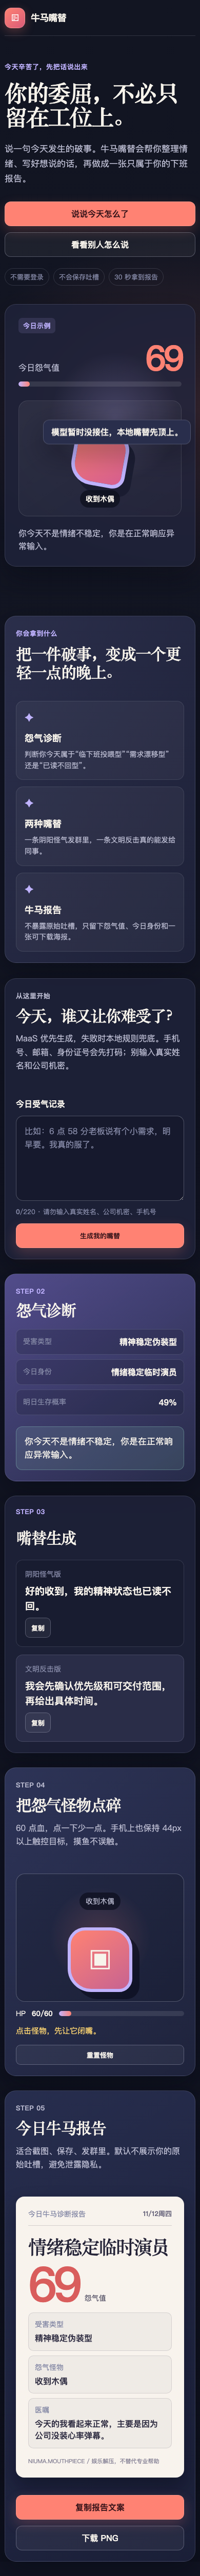 牛马嘴替
今天辛苦了，先把话说出来
你的委屈，不必只
留在工位上。
说一句今天发生的破事。牛马嘴替会帮你整理情
绪、写好想说的话，再做成一张只属于你的下班
报告。
说说今天怎么了
看看别人怎么说
不需要登录
不会保存吐槽
30 秒拿到报告
今日示例
今日怨气值
69
模型暂时没接住，本地嘴替先顶上。
收到木偶
你今天不是情绪不稳定，你是在正常响应异
常输入。
你会拿到什么
把一件破事，变成一个更
轻一点的晚上。
怨气诊断
判断你今天属于“临下班投喂型”“需求漂移型”
还是“已读不回型”。
两种嘴替
一条阴阳怪气发群里，一条文明反击真的能发给
同事。
牛马报告
不暴露原始吐槽，只留下怨气值、今日身份和一
张可下载海报。
从这里开始
今天，谁又让你难受了?
MaaS 优先生成，失败时本地规则兜底。手机
号、邮箱、身份证号会先打码；别输入真实姓
名和公司机密。
今日受气记录
比如：6 点 58 分老板说有个小需求，明
早要。我真的服了。
0/220 · 请勿输入真实姓名、公司机密、手机号
生成我的嘴替
STEP 02
怨气诊断
受害类型
精神稳定伪装型
今日身份
情绪稳定临时演员
明日生存概率
49%
你今天不是情绪不稳定，你是在正常响
应异常输入。
STEP 03
嘴替生成
阴阳怪气版
好的收到，我的精神状态也已读不
回。
复制
文明反击版
我会先确认优先级和可交付范围，
再给出具体时间。
复制
STEP 04
把怨气怪物点碎
60 点血，点一下少一点。手机上也保持 44px
以上触控目标，摸鱼不误触。
收到木偶
HP 60/60
点击怪物，先让它闭嘴。
重置怪物
STEP 05
今日牛马报告
适合截图、保存、发群里。默认不展示你的原
始吐槽，避免泄露隐私。
今日牛马诊断报告
11/12周四
情绪稳定临时演员
69 怨气值
受害类型
精神稳定伪装型
怨气怪物
收到木偶
医嘱
今天的我看起来正常，主要是因为
公司没装心率弹幕。
NIUMA.MOUTHPIECE / 娱乐解压，不替代专业帮助
复制报告文案
下载 PNG